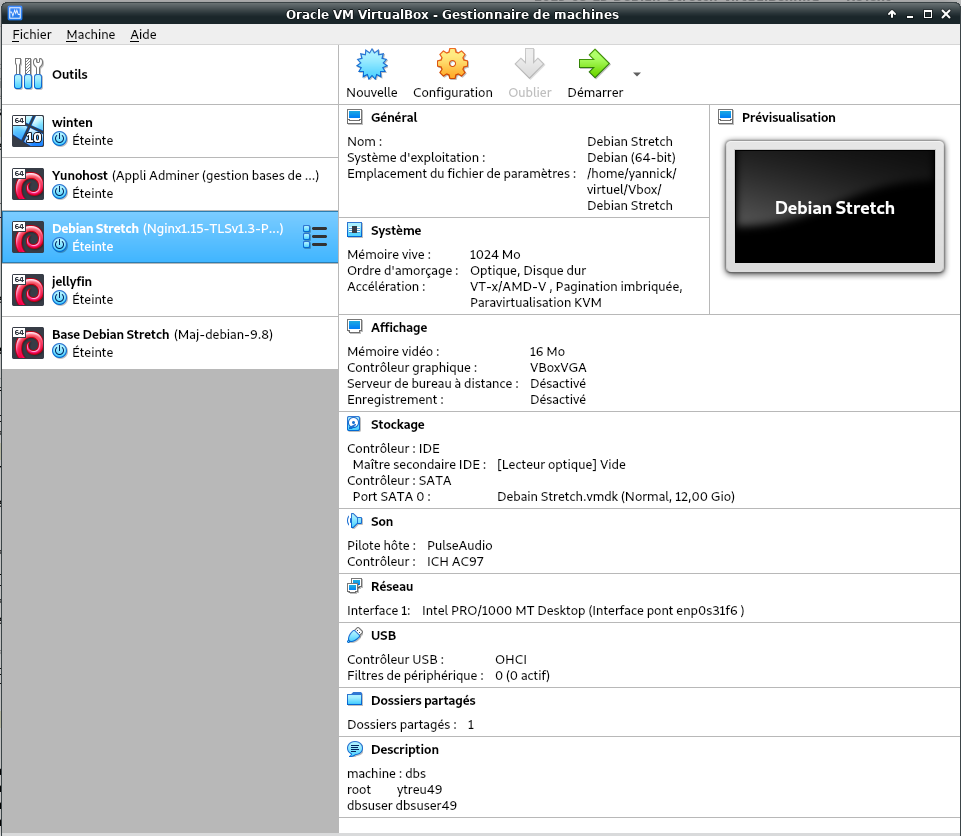 Oracle VM VirtualBox - Gestionnaire de machines
Fichier Machine Aide
Outils
Nouvelle Configuration Oublier Démarrer
64 10 winten
Éteinte
64 Yunohost (Appli Adminer (gestion bases de ...)
Éteinte
64 Debian Stretch (Nginx1.15-TLSv1.3-P...)
Éteinte
64 jellyfin
Éteinte
64 Base Debian Stretch (Maj-debian-9.8)
Éteinte
Général
Nom : Debian Stretch
Système d'exploitation : Debian (64-bit)
Emplacement du fichier de paramètres : /home/yannick/
virtuel/Vbox/
Debian Stretch
Prévisualisation
Debian Stretch
Système
Mémoire vive : 1024 Mo
Ordre d'amorçage : Optique, Disque dur
Accélération : VT-x/AMD-V , Pagination imbriquée,
Paravirtualisation KVM
Affichage
Mémoire vidéo : 16 Mo
Contrôleur graphique : VBoxVGA
Serveur de bureau à distance : Désactivé
Enregistrement : Désactivé
Stockage
Contrôleur : IDE
Maître secondaire IDE : [Lecteur optique] Vide
Contrôleur : SATA
Port SATA 0 : Debain Stretch.vmdk (Normal, 12,00 Gio)
Son
Pilote hôte : PulseAudio
Contrôleur : ICH AC97
Réseau
Interface 1: Intel PRO/1000 MT Desktop (Interface pont enp0s31f6 )
USB
Contrôleur USB : OHCI
Filtres de périphérique : 0 (0 actif)
Dossiers partagés
Dossiers partagés : 1
Description
machine : dbs
root ytreu49
dbsuser dbsuser49